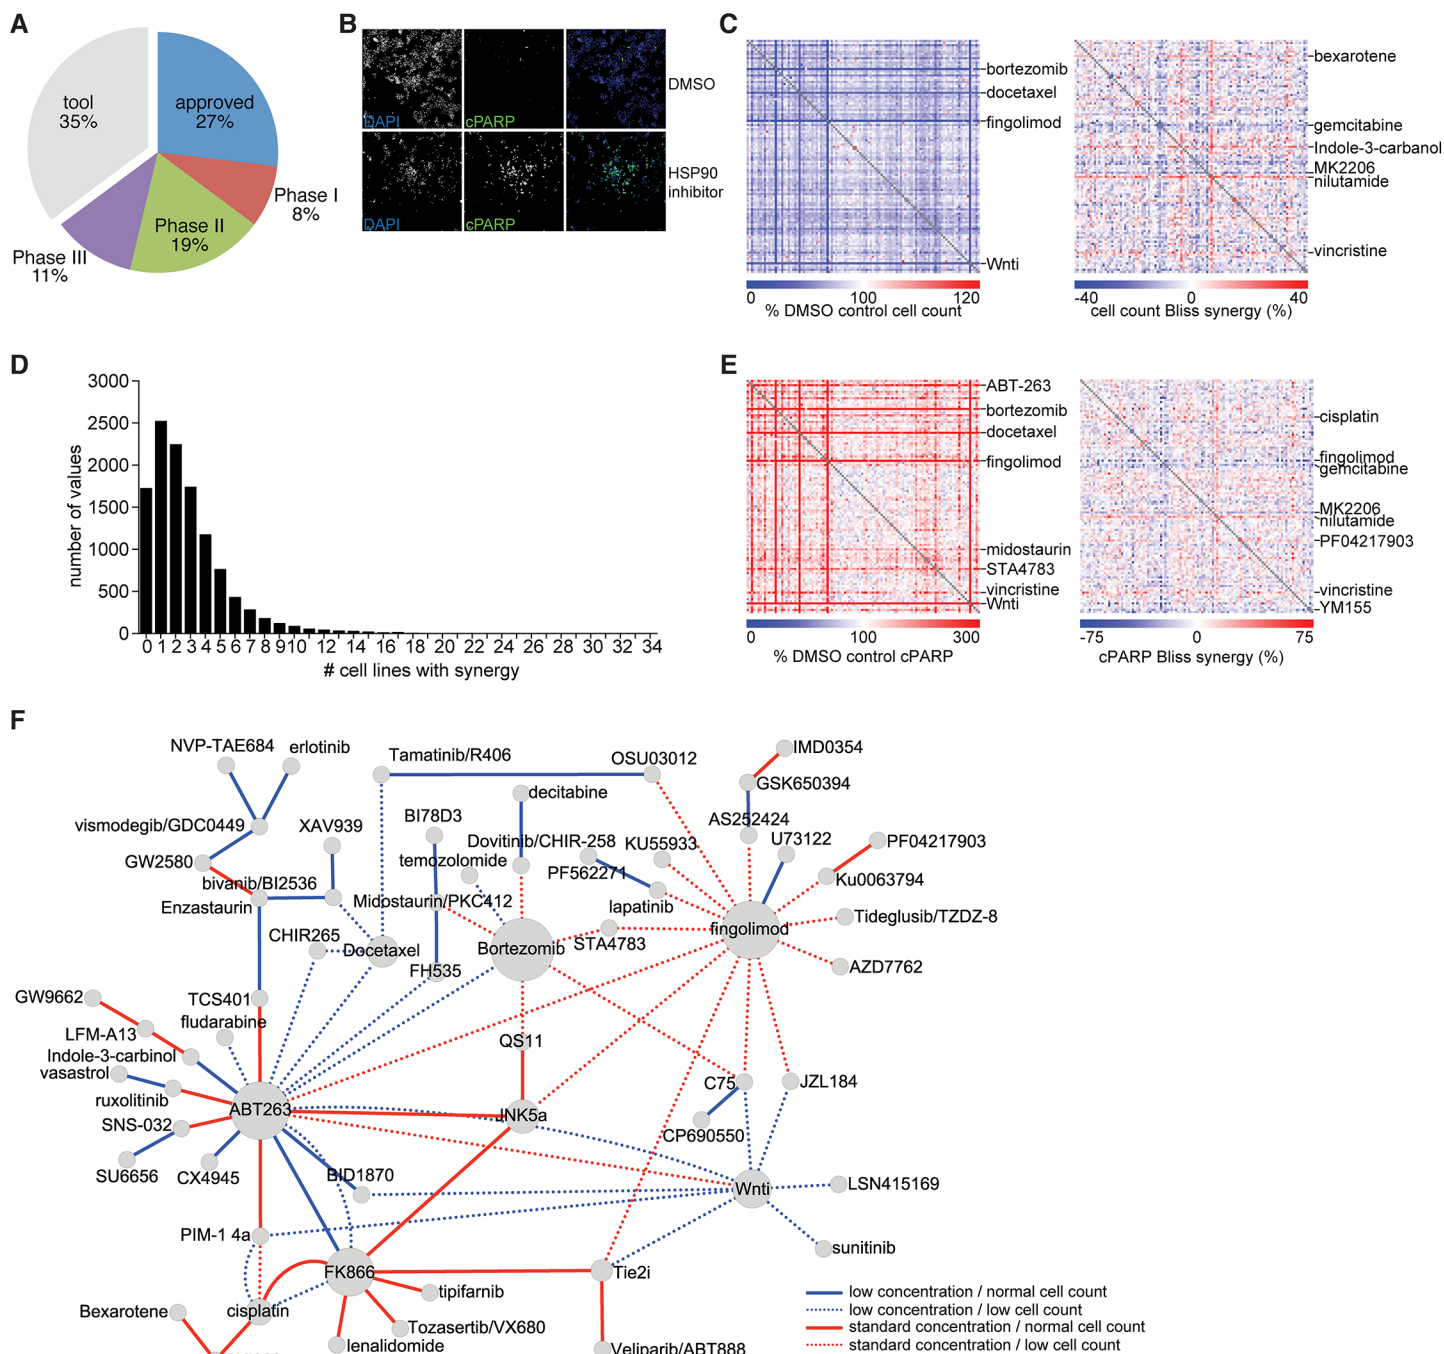 A
tool
35%
approved
27%
Phase I
8%
Phase II
19%
Phase III
11%
B
DAPI
cPARP
DMSO
DAPI
cPARP
HSP90
inhibitor
C
bortezomib
docetaxel
fingolimod
Wnti
0 100 120
% DMSO control cell count
bexarotene
gemcitabine
Indole-3-carbanol
MK2206
nilutamide
vincristine
-40 0 40
cell count Bliss synergy (%)
D
number of values
3000
2500
2000
1500
1000
500
0
0 1 2 3 4 5 6 7 8 9 10 12 14 16 18 20 22 24 26 28 30 32 34
# cell lines with synergy
E
ABT-263
bortezomib
docetaxel
fingolimod
midostaurin
STA4783
vincristine
Wnti
0 100 300
% DMSO control cPARP
cisplatin
fingolimod
gemcitabine
MK2206
nilutamide
PF04217903
vincristine
YM155
-75 0 75
cPARP Bliss synergy (%)
F
NVP-TAE684
erlotinib
Tamatinib/R406
OSU03012
IMD0354
GSK650394
decitabine
BI78D3
AS252424
vismodegib/GDC0449
XAV939
Dovitinib/CHIR-258
KU55933
U73122
PF04217903
GW2580
temozolomide
PF562271
Ku0063794
bivanib/BI2536
Enzastaurin
Midostaurin/PKC412
lapatinib
Tideglusib/TZDZ-8
CHIR265
Docetaxel
Bortezomib
STA4783
fingolimod
FH535
AZD7762
GW9662
TCS401
fludarabine
LFM-A13
QS11
Indole-3-carbinol
vasastrol
C75
JZL184
ruxolitinib
ABT263
JNK5a
SNS-032
CP690550
SU6656
CX4945
BID1870
Wnti
LSN415169
PIM-1 4a
sunitinib
FK866
Tie2i
tipifarnib
Bexarotene
cisplatin
Tozasertib/VX680
lenalidomide
Veliparib/ABT888
low concentration / normal cell count
low concentration / low cell count
standard concentration / normal cell count
standard concentration / low cell count